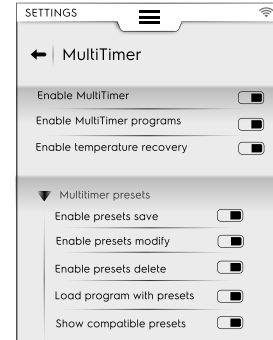 SETTINGS
MultiTimer
Enable MultiTimer
Enable MultiTimer programs
Enable temperature recovery
Multitimer presets
Enable presets save
Enable presets modify
Enable presets delete
Load program with presets
Show compatible presets